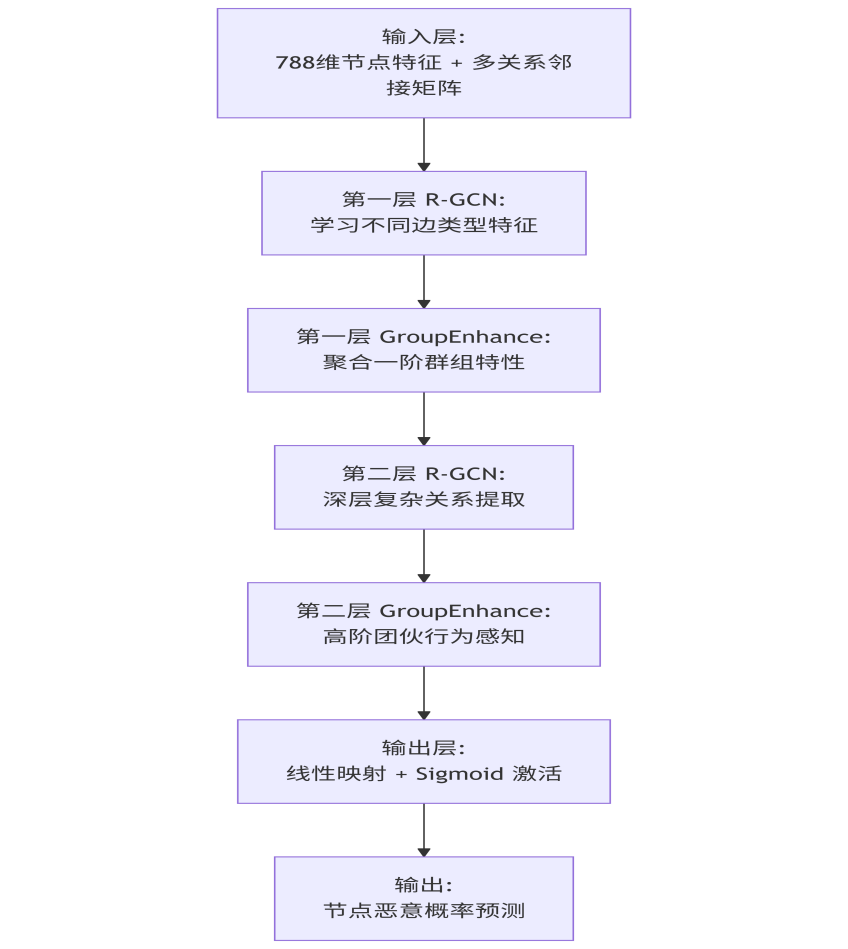 输入层:
788维节点特征 + 多关系邻
接矩阵
第一层 R-GCN:
学习不同边类型特征
第一层 GroupEnhance:
聚合一阶群组特性
第二层 R-GCN:
深层复杂关系提取
第二层 GroupEnhance:
高阶团伙行为感知
输出层:
线性映射 + Sigmoid 激活
输出:
节点恶意概率预测